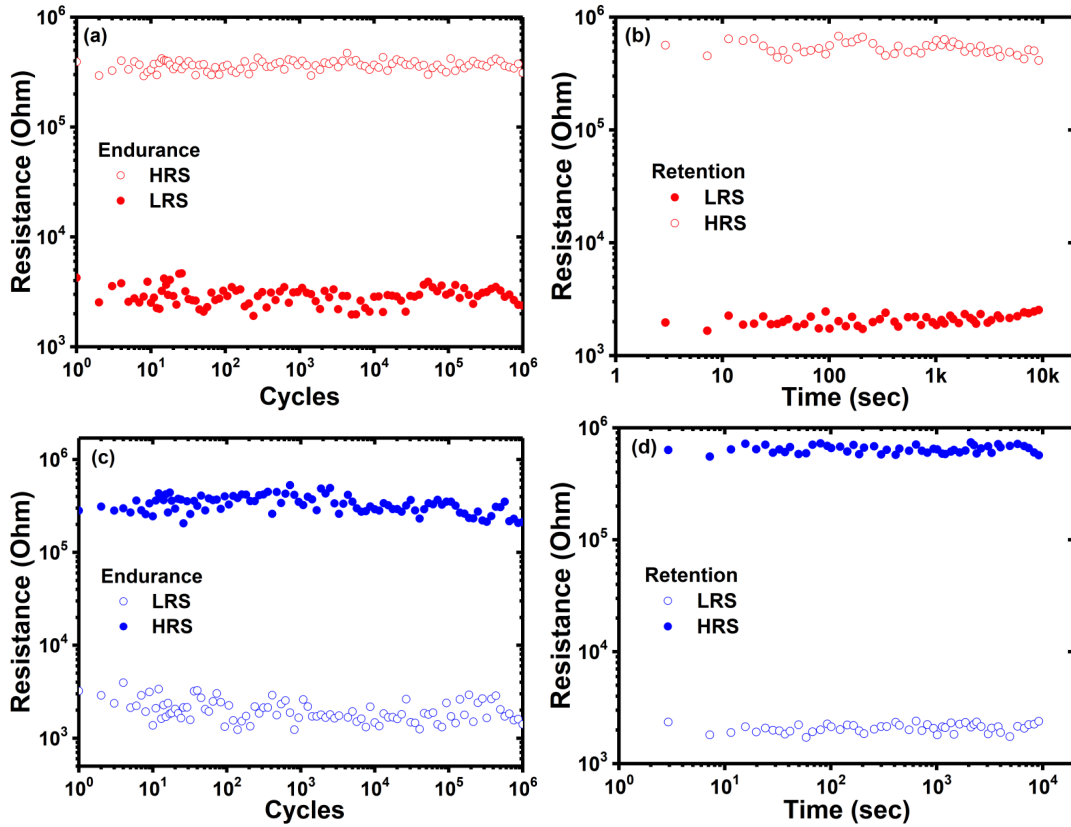 (a)
Resistance (Ohm)
10⁶
10⁵
10⁴
10³
Endurance
HRS
LRS
10⁰ 10¹ 10² 10³ 10⁴ 10⁵ 10⁶
Cycles
(b)
Resistance (Ohm)
10⁶
10⁵
10⁴
10³
Retention
LRS
HRS
1 10 100 1k 10k
Time (sec)
(c)
Resistance (Ohm)
10⁶
10⁵
10⁴
10³
Endurance
LRS
HRS
10⁰ 10¹ 10² 10³ 10⁴ 10⁵ 10⁶
Cycles
(d)
Resistance (Ohm)
10⁶
10⁵
10⁴
10³
Retention
LRS
HRS
10⁰ 10¹ 10² 10³ 10⁴
Time (sec)